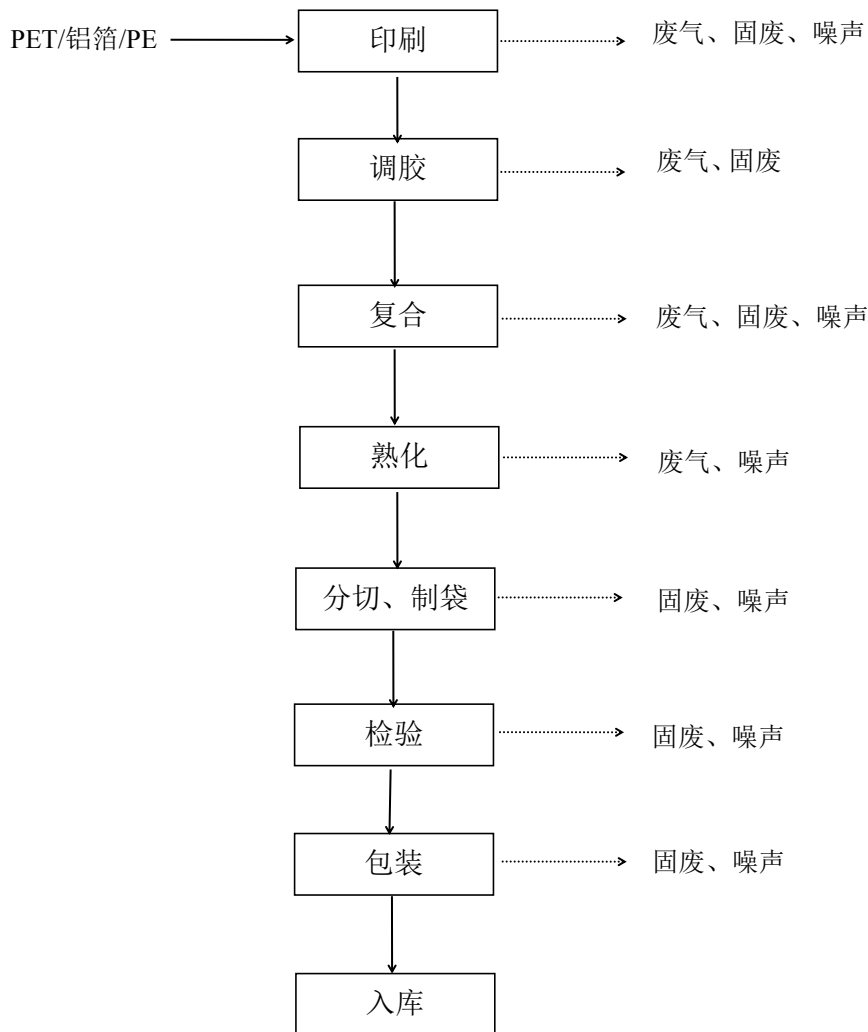 PET/铝箔/PE
印刷
废气、固废、噪声
调胶
废气、固废
复合
废气、固废、噪声
熟化
废气、噪声
分切、制袋
固废、噪声
检验
固废、噪声
包装
固废、噪声
入库